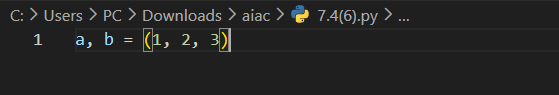 C: > Users > PC > Downloads > aiac > 7.4(6).py > ...
1 a, b = (1, 2, 3)